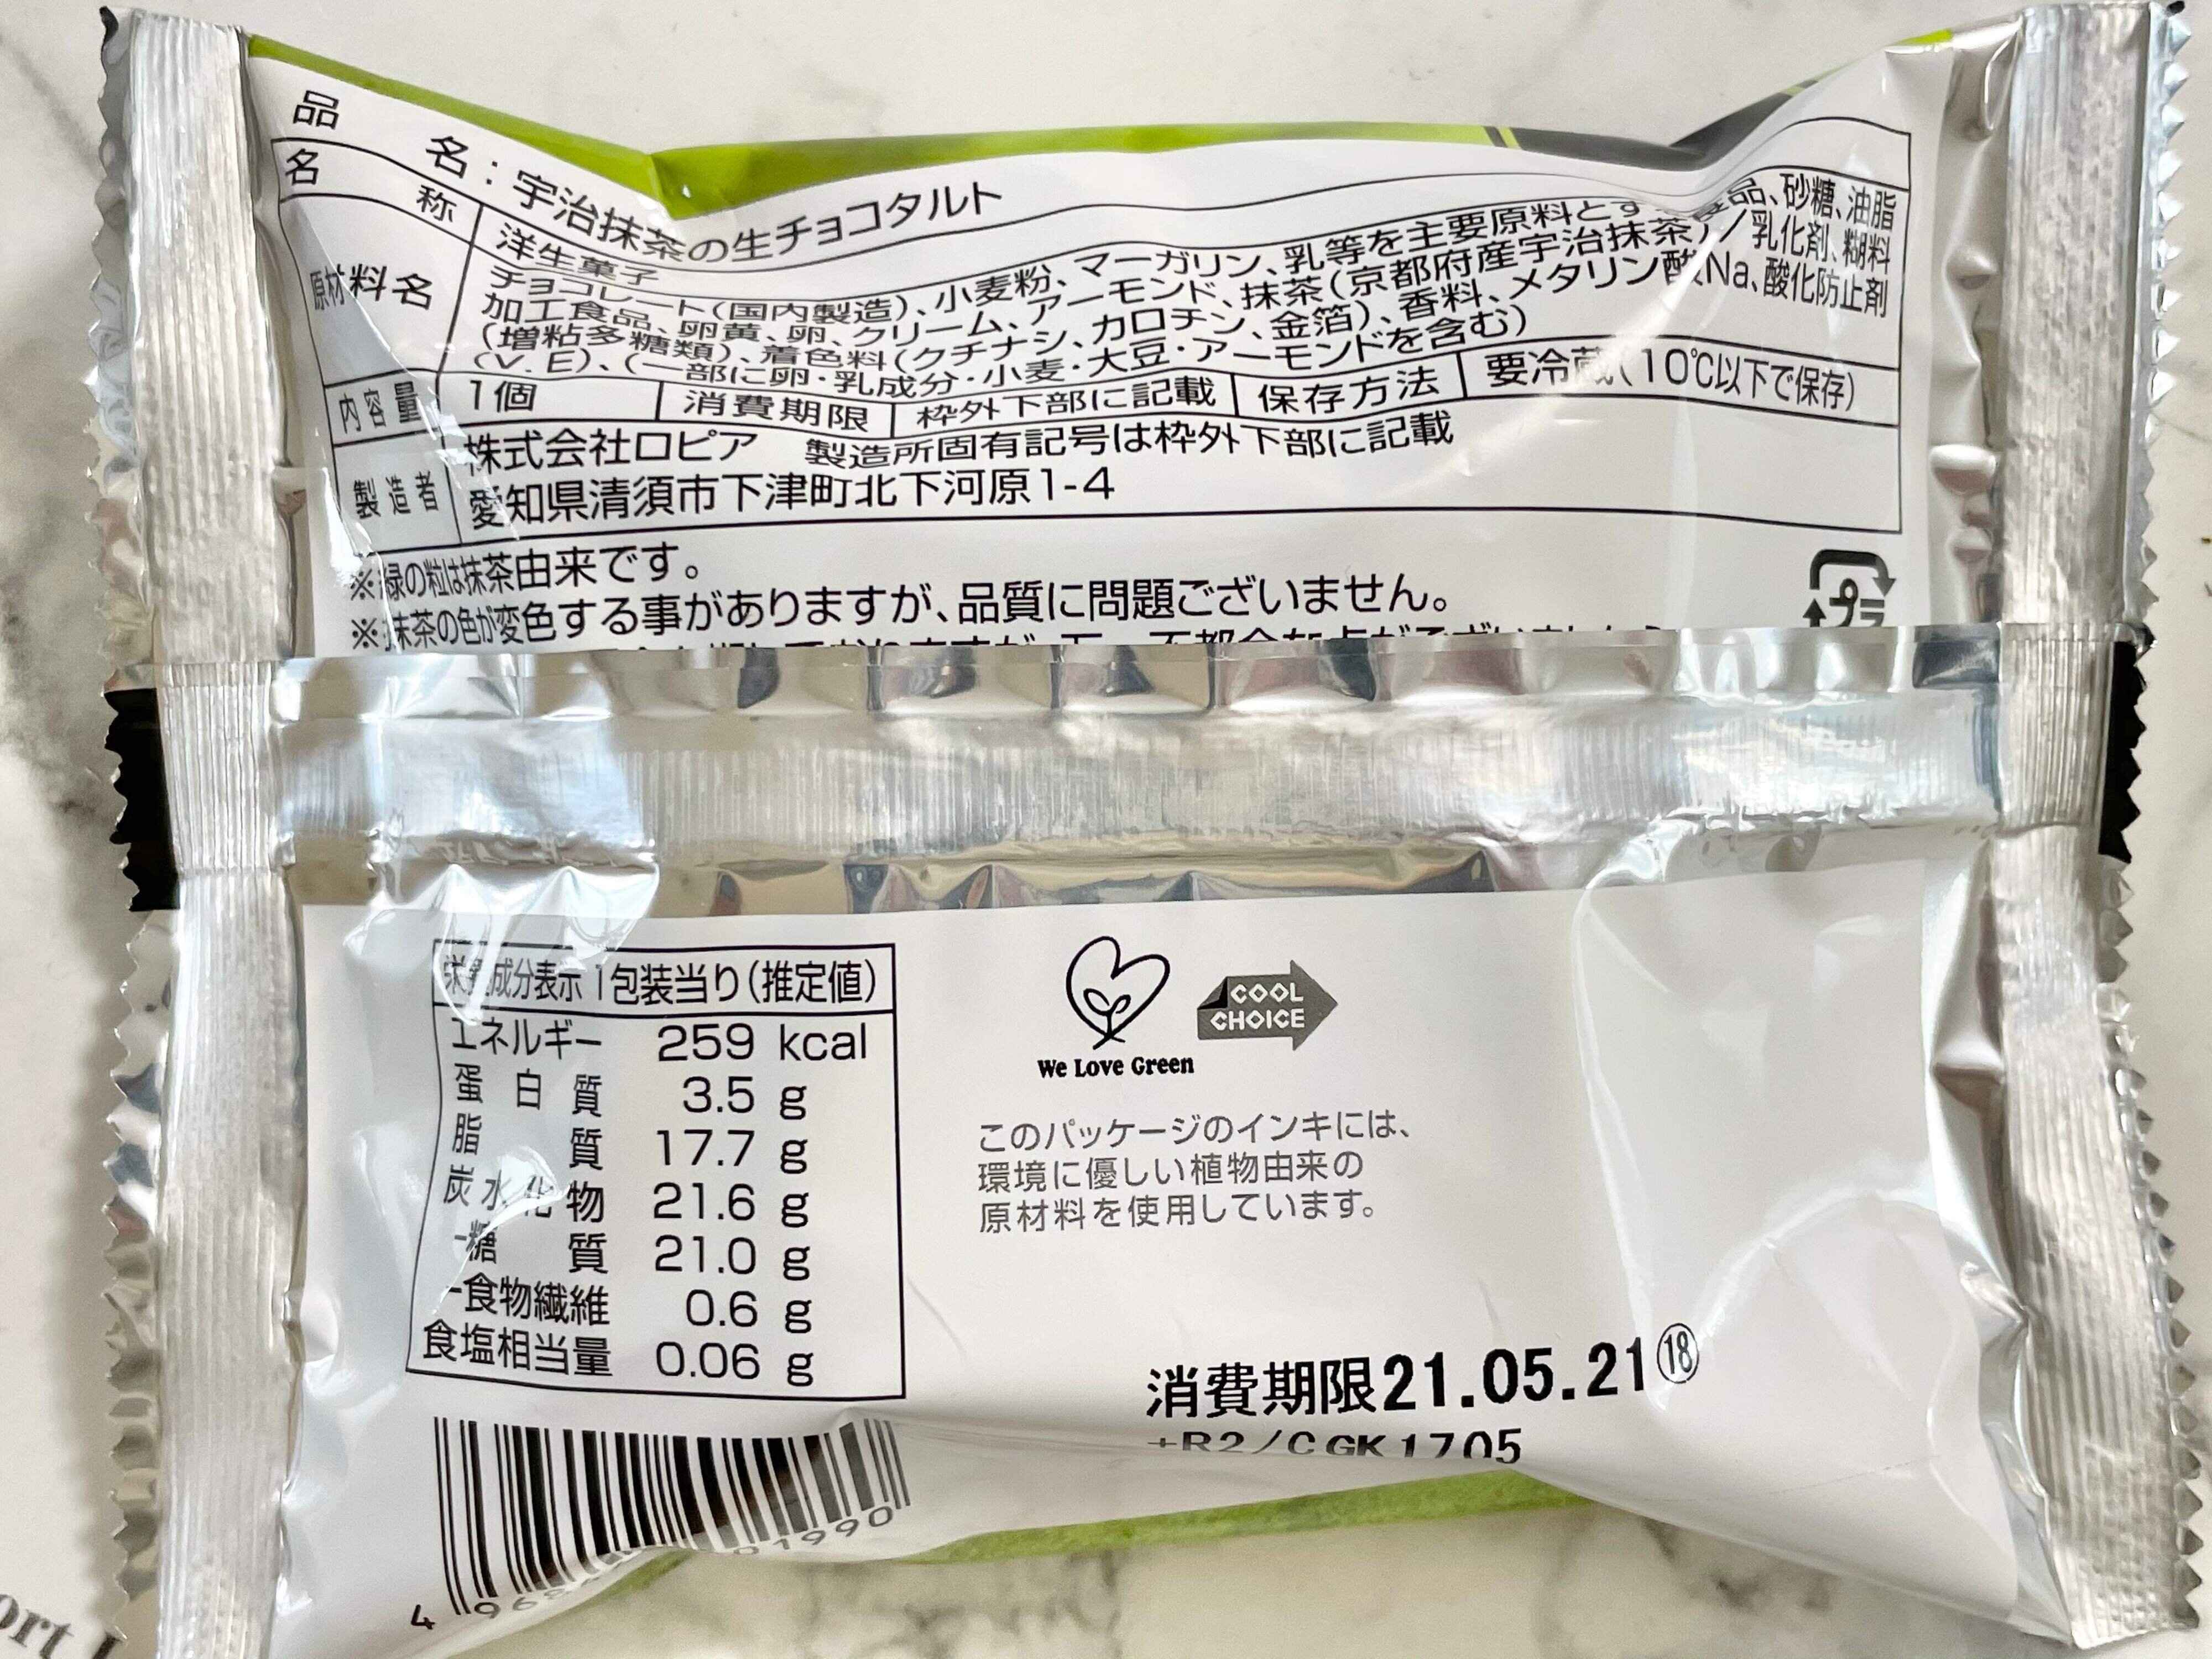 品名：宇治抹茶の生チョコタルト
名称 洋生菓子
原材料名 チョコレート(国内製造)、小麦粉、マーガリン、乳等を主要原料とす 品、砂糖、油脂
加工食品、卵黄、卵、クリーム、アーモンド、抹茶(京都府産宇治抹茶)/乳化剤、糊料
(増粘多糖類)、着色料(クチナシ、カロチン、金箔)、香料、メタリン酸Na、酸化防止剤
(V.E)、(一部に卵・乳成分・小麦・大豆・アーモンドを含む)
内容量 1個 消費期限 枠外下部に記載 保存方法 要冷蔵(10℃以下で保存)
製造者 株式会社ロピア 製造所固有記号は枠外下部に記載
愛知県清須市下津町北下河原1-4
※緑の粒は抹茶由来です。
※抹茶の色が変色する事がありますが、品質に問題ございません。
プラ
栄養成分表示 1包装当り(推定値)
エネルギー 259 kcal
蛋白質 3.5 g
脂質 17.7 g
炭水化物 21.6 g
-糖質 21.0 g
-食物繊維 0.6 g
食塩相当量 0.06 g
We Love Green
COOL
CHOICE
このパッケージのインキには、
環境に優しい植物由来の
原材料を使用しています。
消費期限21.05.21⑱
+R2/CGK1705
4 968 01990